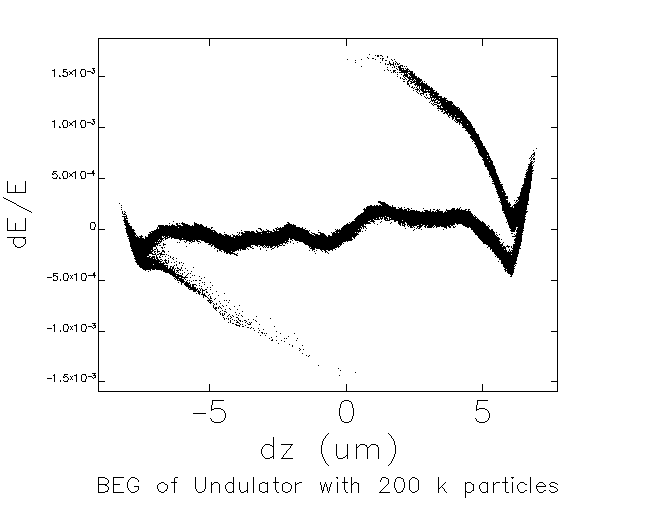 1.5×10⁻³
1.0×10⁻³
5.0×10⁻⁴
0
−5.0×10⁻⁴
−1.0×10⁻³
−1.5×10⁻³
dE/E
−5 0 5
dz (um)
BEG of Undulator with 200 k particles